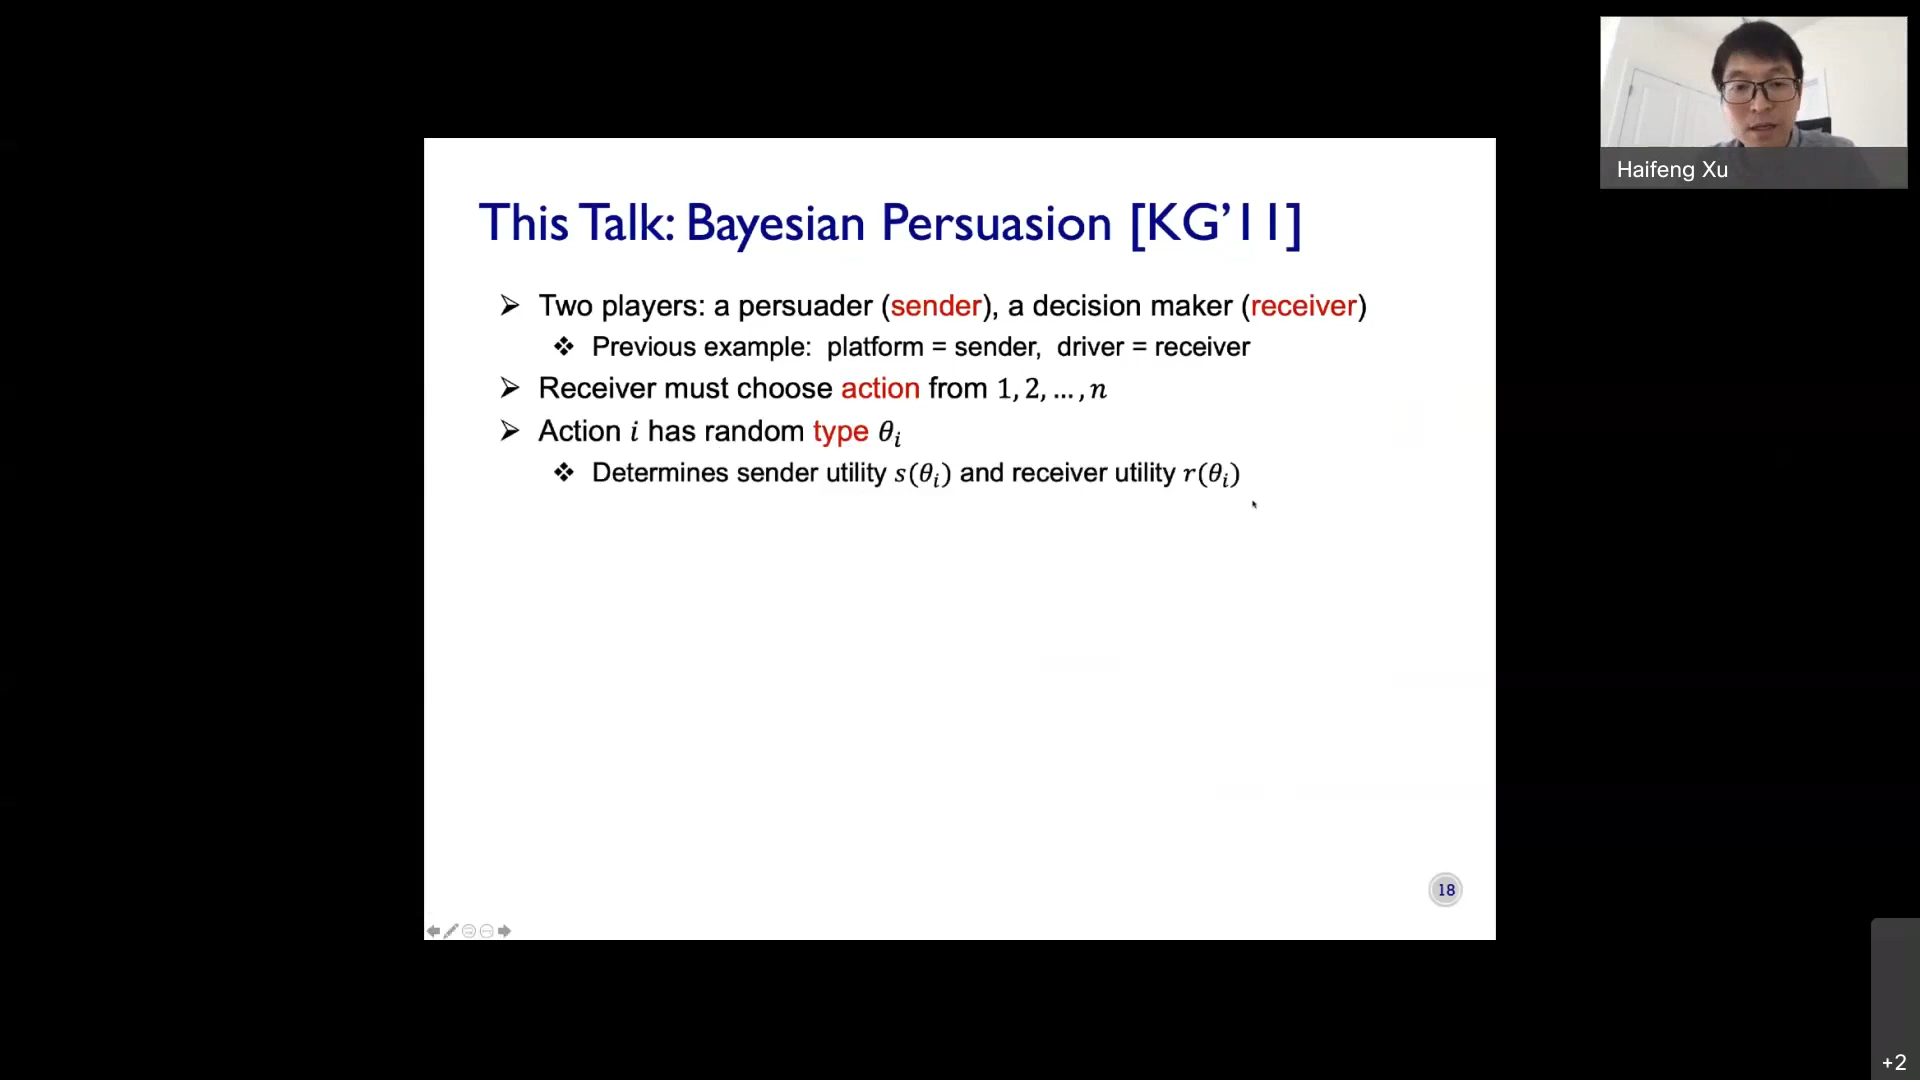 Haifeng Xu
This Talk: Bayesian Persuasion [KG’11]
➢ Two players: a persuader (sender), a decision maker (receiver)
❖ Previous example: platform = sender, driver = receiver
➢ Receiver must choose action from 1, 2, … , n
➢ Action i has random type θᵢ
❖ Determines sender utility s(θᵢ) and receiver utility r(θᵢ)
18
+2